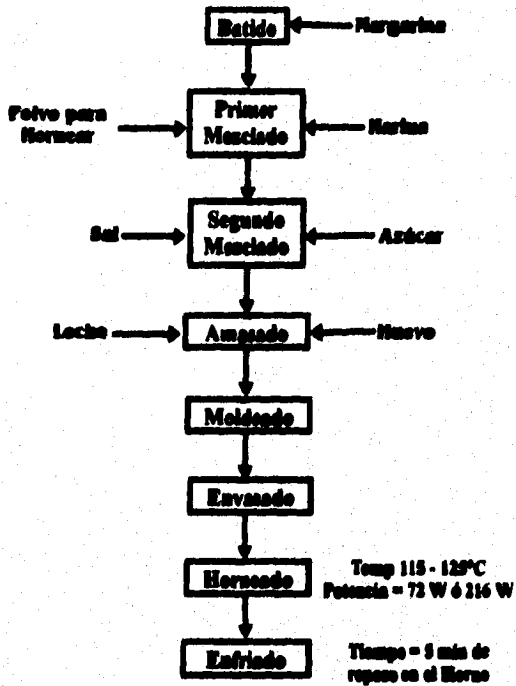 Batido
Margarina
Polvo para
Hornear
Primer
Mezclado
Harina
Sal
Segundo
Mezclado
Azúcar
Leche
Amasado
Huevo
Moldeado
Envasado
Horneado
Temp 115 - 125°C
Potencia = 72 W ó 216 W
Enfriado
Tiempo = 5 min de
reposo en el Horno